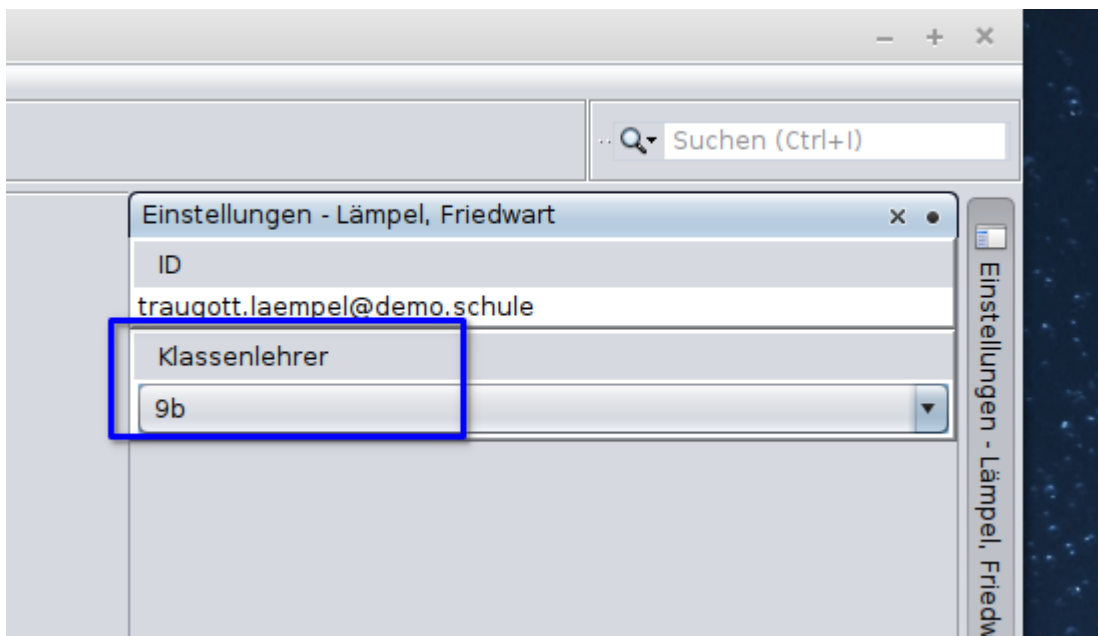 Suchen (Ctrl+I)
Einstellungen - Lämpel, Friedwart
ID
traugott.laempel@demo.schule
Klassenlehrer
9b
Einstellungen - Lämpel, Friedw